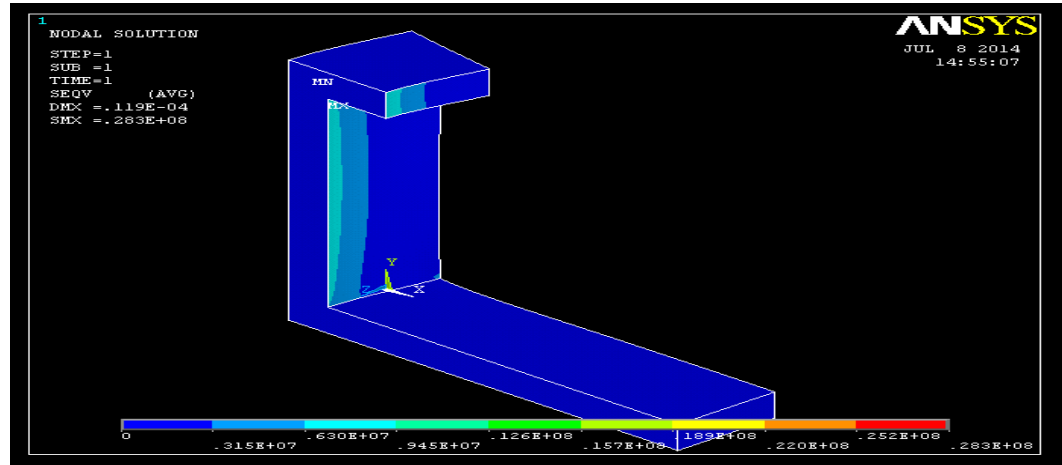 1
NODAL SOLUTION
STEP=1
SUB =1
TIME=1
SEQV (AVG)
DMX =.119E-04
SMX =.283E+08
ANSYS
JUL 8 2014
14:55:07
MN
MX
Y
Z X
0 .630E+07 .126E+08 .189E+08 .252E+08
.315E+07 .945E+07 .157E+08 .220E+08 .283E+08